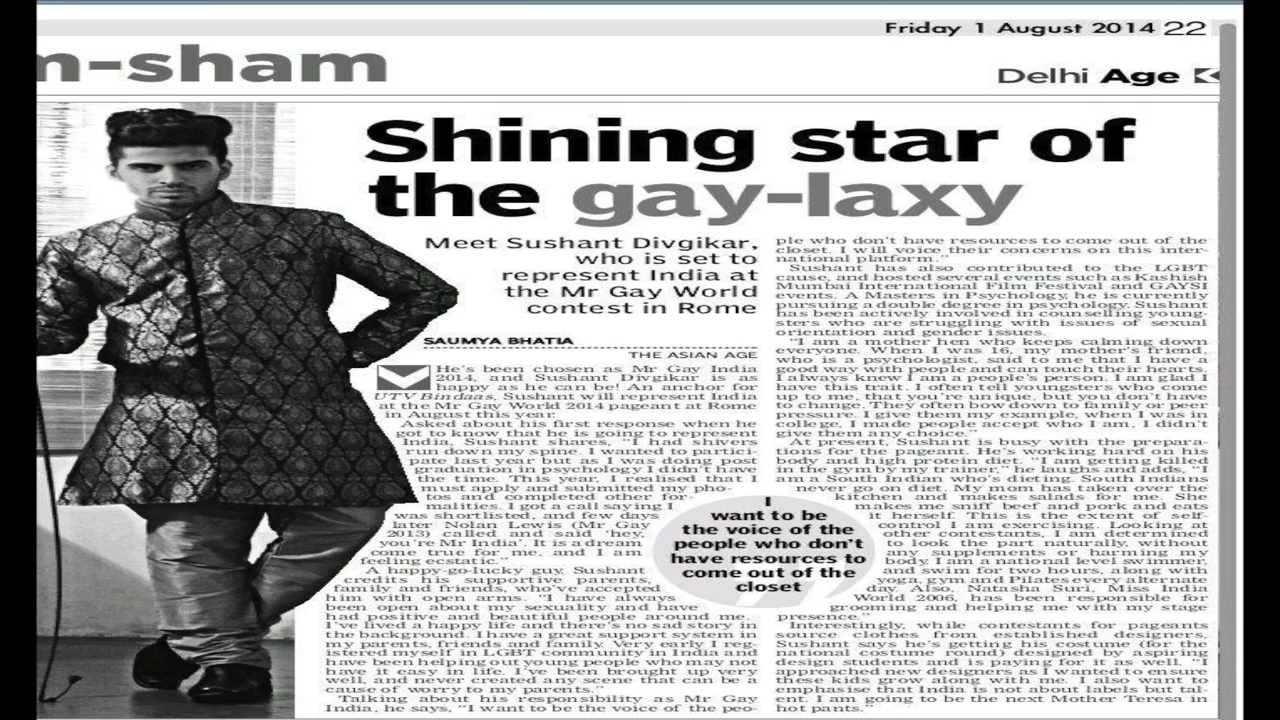 Friday 1 August 2014 22
m-sham
Delhi Age
Shining star of
the gay-laxy
Meet Sushant Divgikar,
who is set to
represent India at
the Mr Gay World
contest in Rome
SAUMYA BHATIA
THE ASIAN AGE
He's been chosen as Mr Gay India
2014, and Sushant Divgikar is as
happy as he can be! An anchor for
UTV Bindaas, Sushant will represent India
at the Mr Gay World 2014 pageant at Rome
in August this year.
Asked about his first response when he
got to know that he is going to represent
India, Sushant shares, “I had shivers
run down my spine. I wanted to partici-
pate last year but as I was doing post
graduation in psychology I didn't have
the time. This year, I realised that I
must apply and submitted my pho-
tos and completed other for-
malities. I got a call saying I
was shortlisted, and few days
later Nolan Lewis (Mr Gay
2013) called and said ‘hey,
you're Mr India’. It is a dream
come true for me, and I am
feeling ecstatic.”
A happy-go-lucky guy, Sushant
credits his supportive parents,
family and friends, who've accepted
him with open arms. “I have always
been open about my sexuality and have
had positive and beautiful people around me.
I've lived a happy life and there's no sad story in
the background. I have a great support system in
my parents, friends and family. Very early I reg-
istered myself in LGBT community in India and
have been helping out young people who may not
have it easy in life. I've been brought up very
well, and never created any scene that can be a
cause of worry to my parents.”
Talking about his responsibility as Mr Gay
India, he says, “I want to be the voice of the peo-
I
want to be
the voice of the
people who don't
have resources to
come out of the
closet
ple who don't have resources to come out of the
closet. I will voice their concerns on this inter-
national platform.”
Sushant has also contributed to the LGBT
cause, and hosted several events such as Kashish
Mumbai International Film Festival and GAYSI
events. A Masters in Psychology, he is currently
pursuing a double degree in psychology. Sushant
has been actively involved in counselling young-
sters who are struggling with issues of sexual
orientation and gender issues.
“I am a mother hen who keeps calming down
everyone. When I was 16, my mother's friend,
who is a psychologist, said to me that I have a
good way with people and can touch their hearts.
I always knew I am a people's person. I am glad I
have this trait. I often tell youngsters who come
up to me, that you're unique, but you don't have
to change. They often bow down to family or peer
pressure. I give them my example, when I was in
college, I made people accept who I am, I didn't
give them any choice.”
At present, Sushant is busy with the prepara-
tions for the pageant. He's working hard on his
body and high protein diet. “I am getting killed
in the gym by my trainer,” he laughs and adds, “I
am a South Indian who's dieting. South Indians
never go on diet. My mom has taken over the
kitchen and makes salads for me. She
makes me sniff beef and pork and eats
it herself. This is the extent of self-
control I am exercising. Looking at
other contestants, I am determined
to look the part naturally, without
any supplements or harming my
body. I am a national level swimmer,
and swim for two hours, along with
yoga, gym and Pilates every alternate
day. Also, Natasha Suri, Miss India
World 2006, has been responsible for
grooming and helping me with my stage
presence.”
Interestingly, while contestants for pageants
source clothes from established designers,
Sushant says he's getting his costume (for the
national costume round) designed by aspiring
design students and is paying for it as well. “I
approached new designers as I wanted to ensure
these kids grow along with me. I also want to
emphasise that India is not about labels but tal-
ent. I am going to be the next Mother Teresa in
hot pants.”